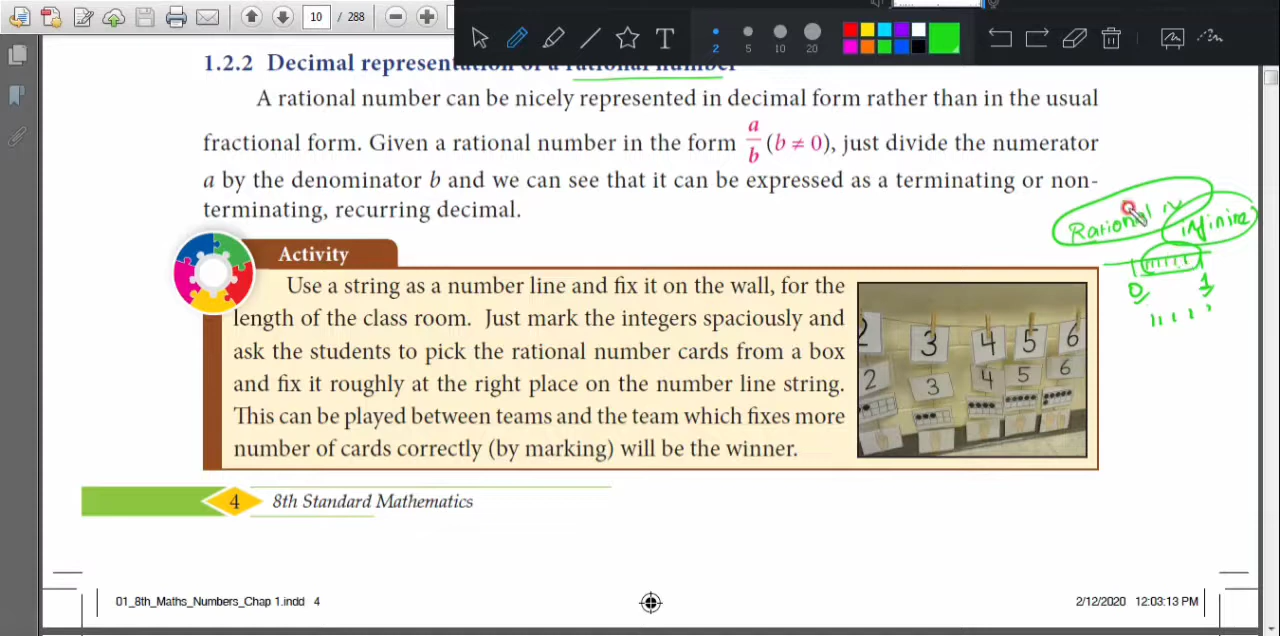 10 / 288
T
2 5 10 20
1.2.2 Decimal representation of a rational number
A rational number can be nicely represented in decimal form rather than in the usual
fractional form. Given a rational number in the form a/b (b ≠ 0), just divide the numerator
a by the denominator b and we can see that it can be expressed as a terminating or non-
terminating, recurring decimal.
Rational
infinite
0 1
Activity
Use a string as a number line and fix it on the wall, for the
length of the class room. Just mark the integers spaciously and
ask the students to pick the rational number cards from a box
and fix it roughly at the right place on the number line string.
This can be played between teams and the team which fixes more
number of cards correctly (by marking) will be the winner.
2 3 4 5 6
2 3 4 5 6
4 8th Standard Mathematics
01_8th_Maths_Numbers_Chap 1.indd 4
2/12/2020 12:03:13 PM